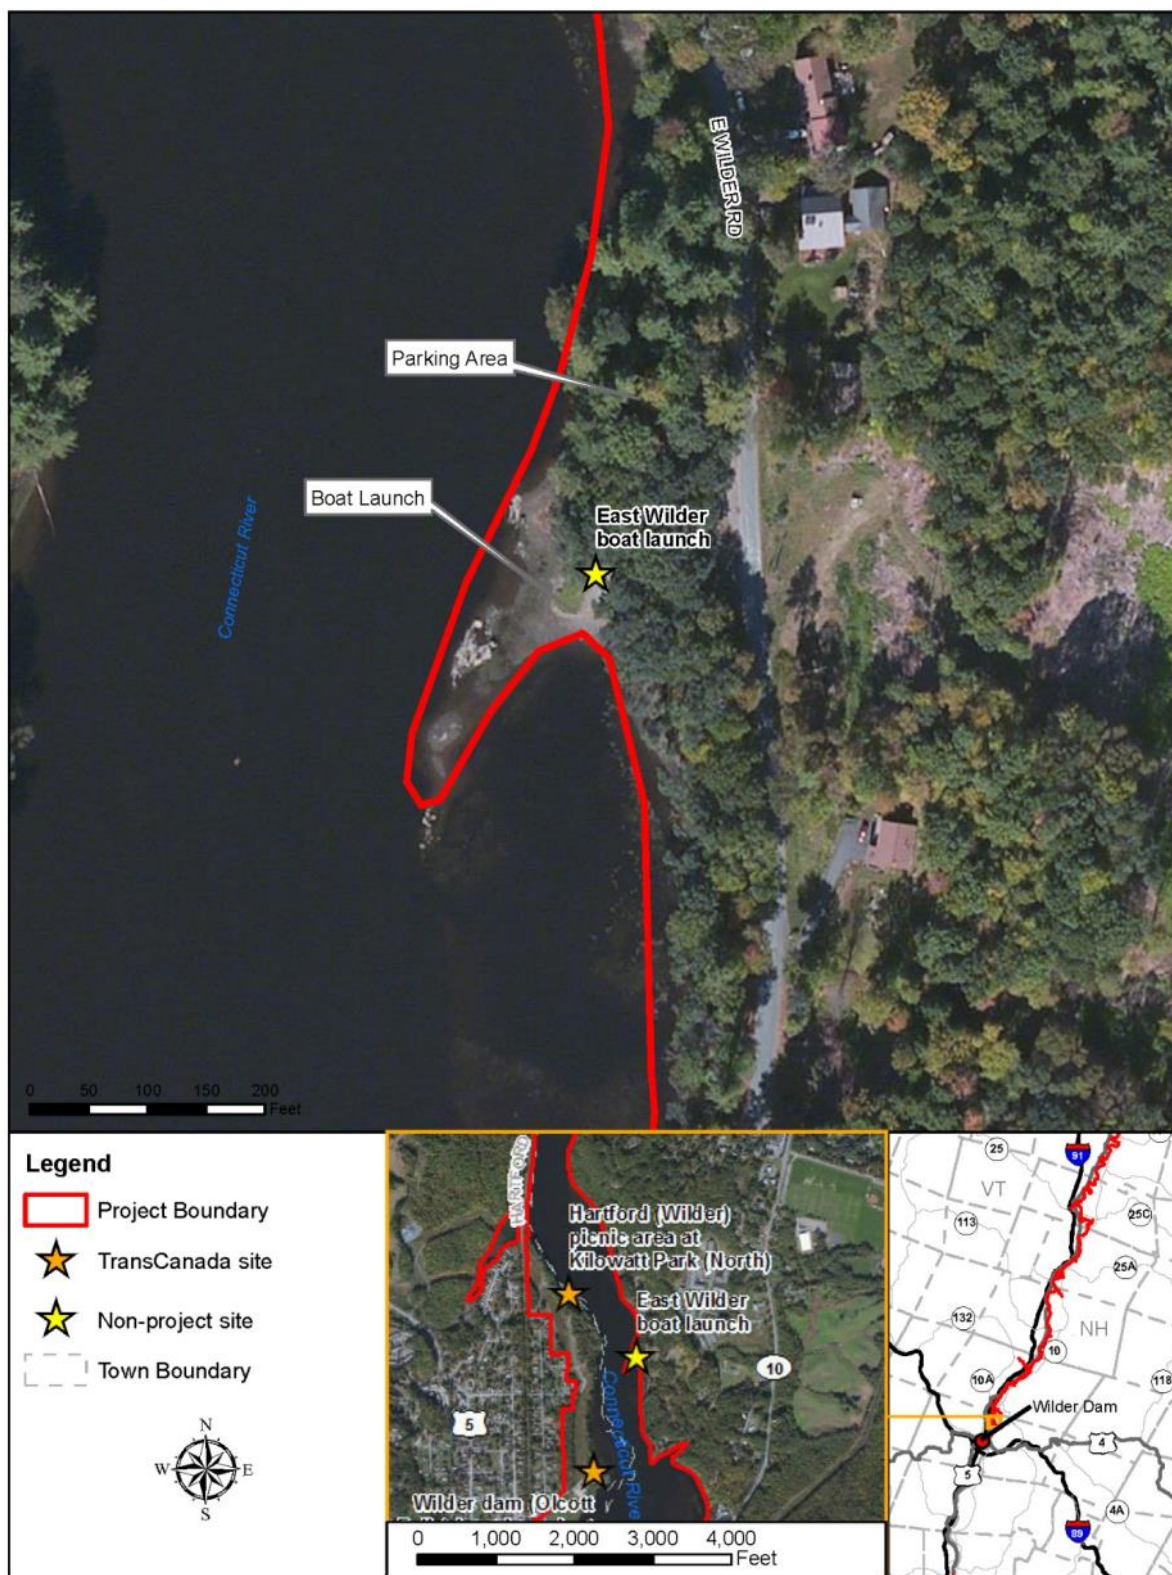 E WILDER RD
Parking Area
Boat Launch
East Wilder
boat launch
Connecticut River
0 50 100 150 200
Feet
Legend
Project Boundary
TransCanada site
Non-project site
Town Boundary
N
W E
S
HARTFORD
Hartford (Wilder)
picnic area at
Kilowatt Park (North)
East Wilder
boat launch
10
5
Connecticut Rive
Wilder dam (Olcott
0 1,000 2,000 3,000 4,000
Feet
25
91
VT
113
25C
25A
132
NH
10
10A
118
Wilder Dam
4
5
4A
89